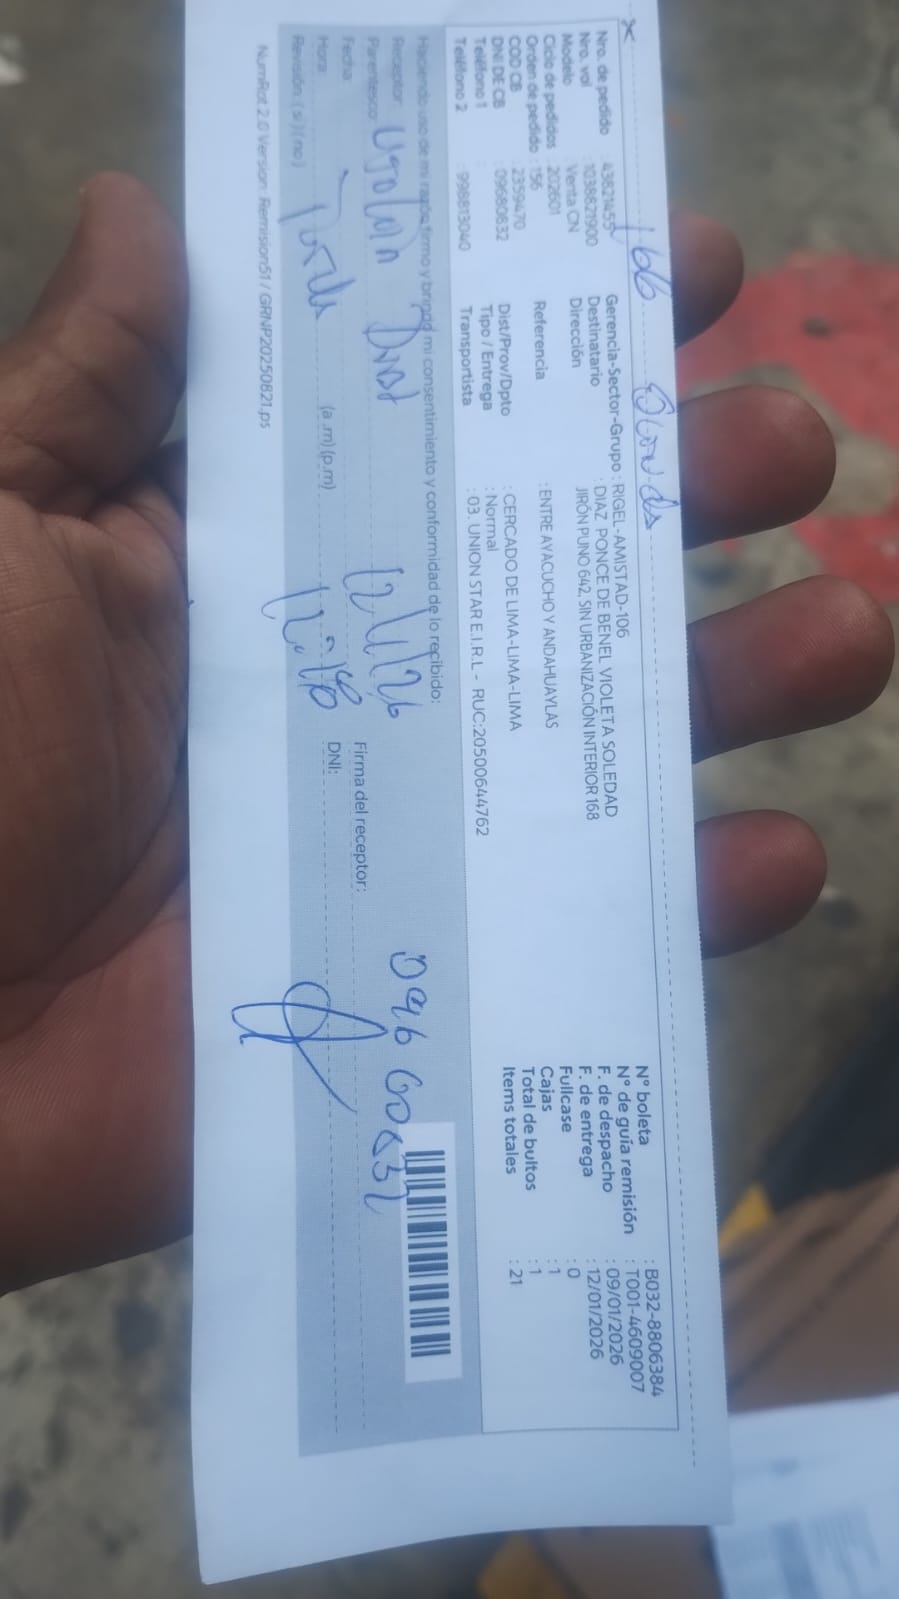 Nro. de pedido : 438214551
Nro. vol : 1038821900
Modelo : Venta CN
Ciclo de pedidos : 202601
Orden de pedido : 156
COD CB : 2359470
DNI DE CB : 09680832
Teléfono 1 :
Teléfono 2 : 998813040
Gerencia-Sector-Grupo : RIGEL-AMISTAD-106
Destinatario : DIAZ PONCE DE BENEL VIOLETA SOLEDAD
Dirección : JIRÓN PUNO 642, SIN URBANIZACIÓN INTERIOR 168
Referencia : ENTRE AYACUCHO Y ANDAHUAYLAS
Dist/Prov/Dpto : CERCADO DE LIMA-LIMA-LIMA
Tipo / Entrega : Normal
Transportista : 03. UNION STAR E.I.R.L - RUC:20500644762
N° boleta : B032-8806384
N° de guía remisión : T001-4609007
F. de despacho : 09/01/2026
F. de entrega : 12/01/2026
Fullcase : 0
Cajas : 1
Total de bultos : 1
Items totales : 21
Haciendo uso de mi razón, firmo y brindo mi consentimiento y conformidad de lo recibido:
Receptor:
Parentesco:
Fecha: 12/1/26
Hora: (a.m)(p.m)
Revisión: (si)(no)
Firma del receptor:
DNI:
NumRot 2.0 Version: Remision51 / GRNP20250821.ps